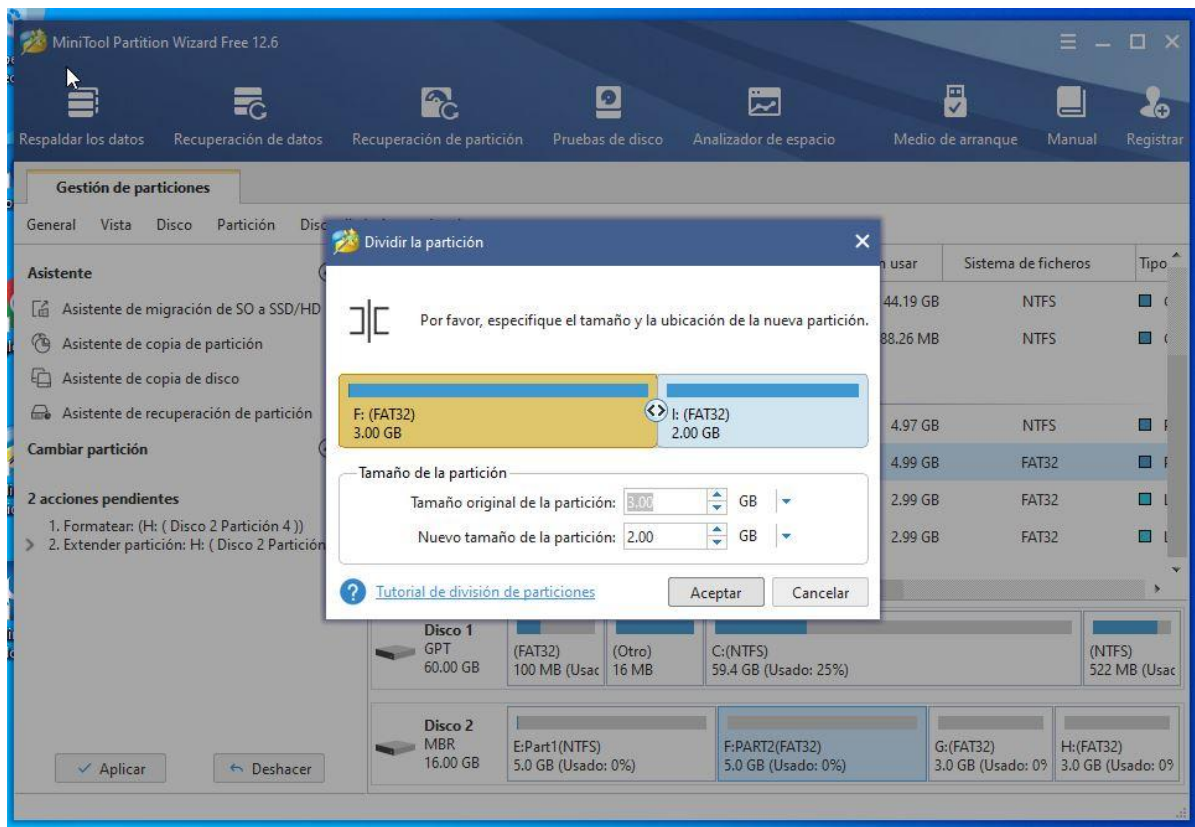 MiniTool Partition Wizard Free 12.6
Respaldar los datos
Recuperación de datos
Recuperación de partición
Pruebas de disco
Analizador de espacio
Medio de arranque
Manual
Registrar
Gestión de particiones
General Vista Disco Partición
Asistente
Asistente de migración de SO a SSD/HD
Asistente de copia de partición
Asistente de copia de disco
Asistente de recuperación de partición
Cambiar partición
2 acciones pendientes
1. Formatear: (H: ( Disco 2 Partición 4 ))
2. Extender partición: H: ( Disco 2 Partición
Aplicar
Deshacer
Dividir la partición
Por favor, especifique el tamaño y la ubicación de la nueva partición.
F: (FAT32)
3.00 GB
I: (FAT32)
2.00 GB
Tamaño de la partición
Tamaño original de la partición: 3.00 GB
Nuevo tamaño de la partición: 2.00 GB
Tutorial de división de particiones
Aceptar
Cancelar
usar Sistema de ficheros Tipo
44.19 GB NTFS
88.26 MB NTFS
4.97 GB NTFS
4.99 GB FAT32
2.99 GB FAT32
2.99 GB FAT32
Disco 1
GPT
60.00 GB
(FAT32)
100 MB (Usac
(Otro)
16 MB
C:(NTFS)
59.4 GB (Usado: 25%)
(NTFS)
522 MB (Usac
Disco 2
MBR
16.00 GB
E:Part1(NTFS)
5.0 GB (Usado: 0%)
F:PART2(FAT32)
5.0 GB (Usado: 0%)
G:(FAT32)
3.0 GB (Usado: 0%
H:(FAT32)
3.0 GB (Usado: 0%